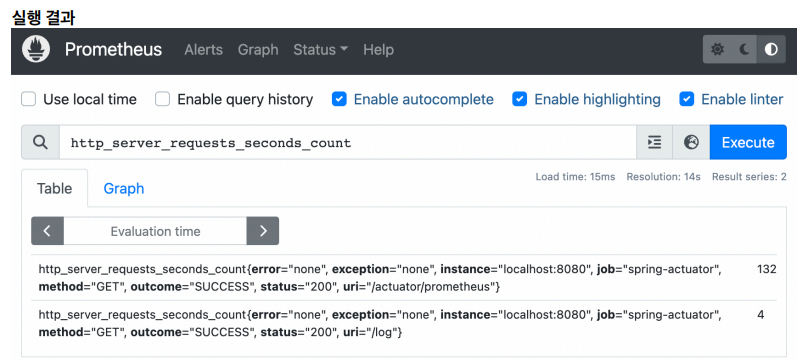 실행 결과
Prometheus Alerts Graph Status Help
Use local time Enable query history Enable autocomplete Enable highlighting Enable linter
http_server_requests_seconds_count Execute
Load time: 15ms Resolution: 14s Result series: 2
Table Graph
Evaluation time
http_server_requests_seconds_count{error="none", exception="none", instance="localhost:8080", job="spring-actuator", 132
method="GET", outcome="SUCCESS", status="200", uri="/actuator/prometheus"}
http_server_requests_seconds_count{error="none", exception="none", instance="localhost:8080", job="spring-actuator", 4
method="GET", outcome="SUCCESS", status="200", uri="/log"}